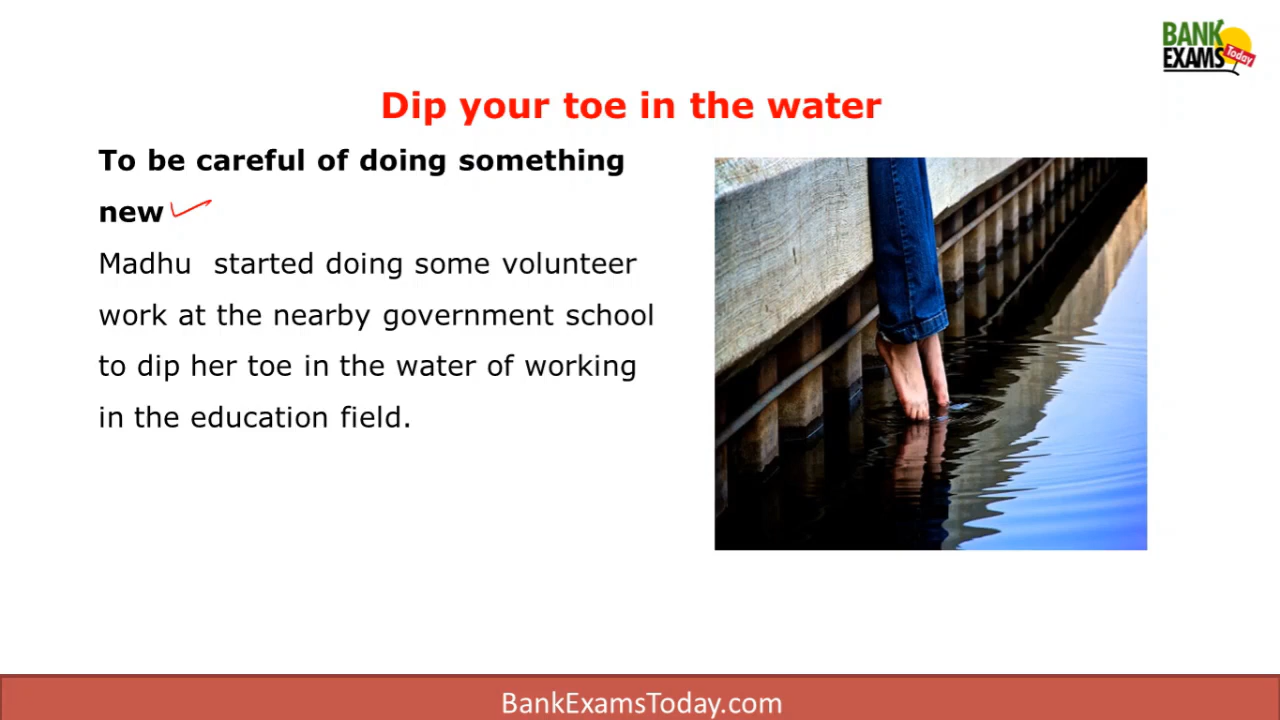 BANK
EXAMS Today
Dip your toe in the water
To be careful of doing something
new
Madhu started doing some volunteer
work at the nearby government school
to dip her toe in the water of working
in the education field.
BankExamsToday.com